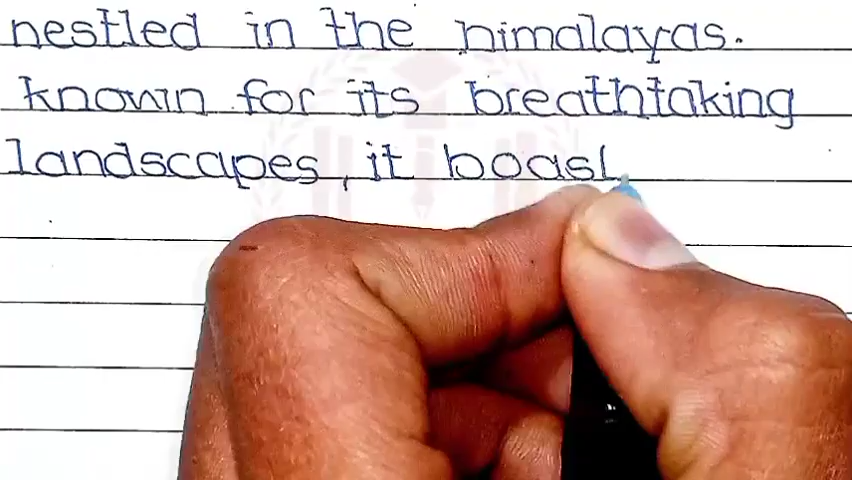 nestled in the himalayas.
known for its breathtaking
landscapes, it boast